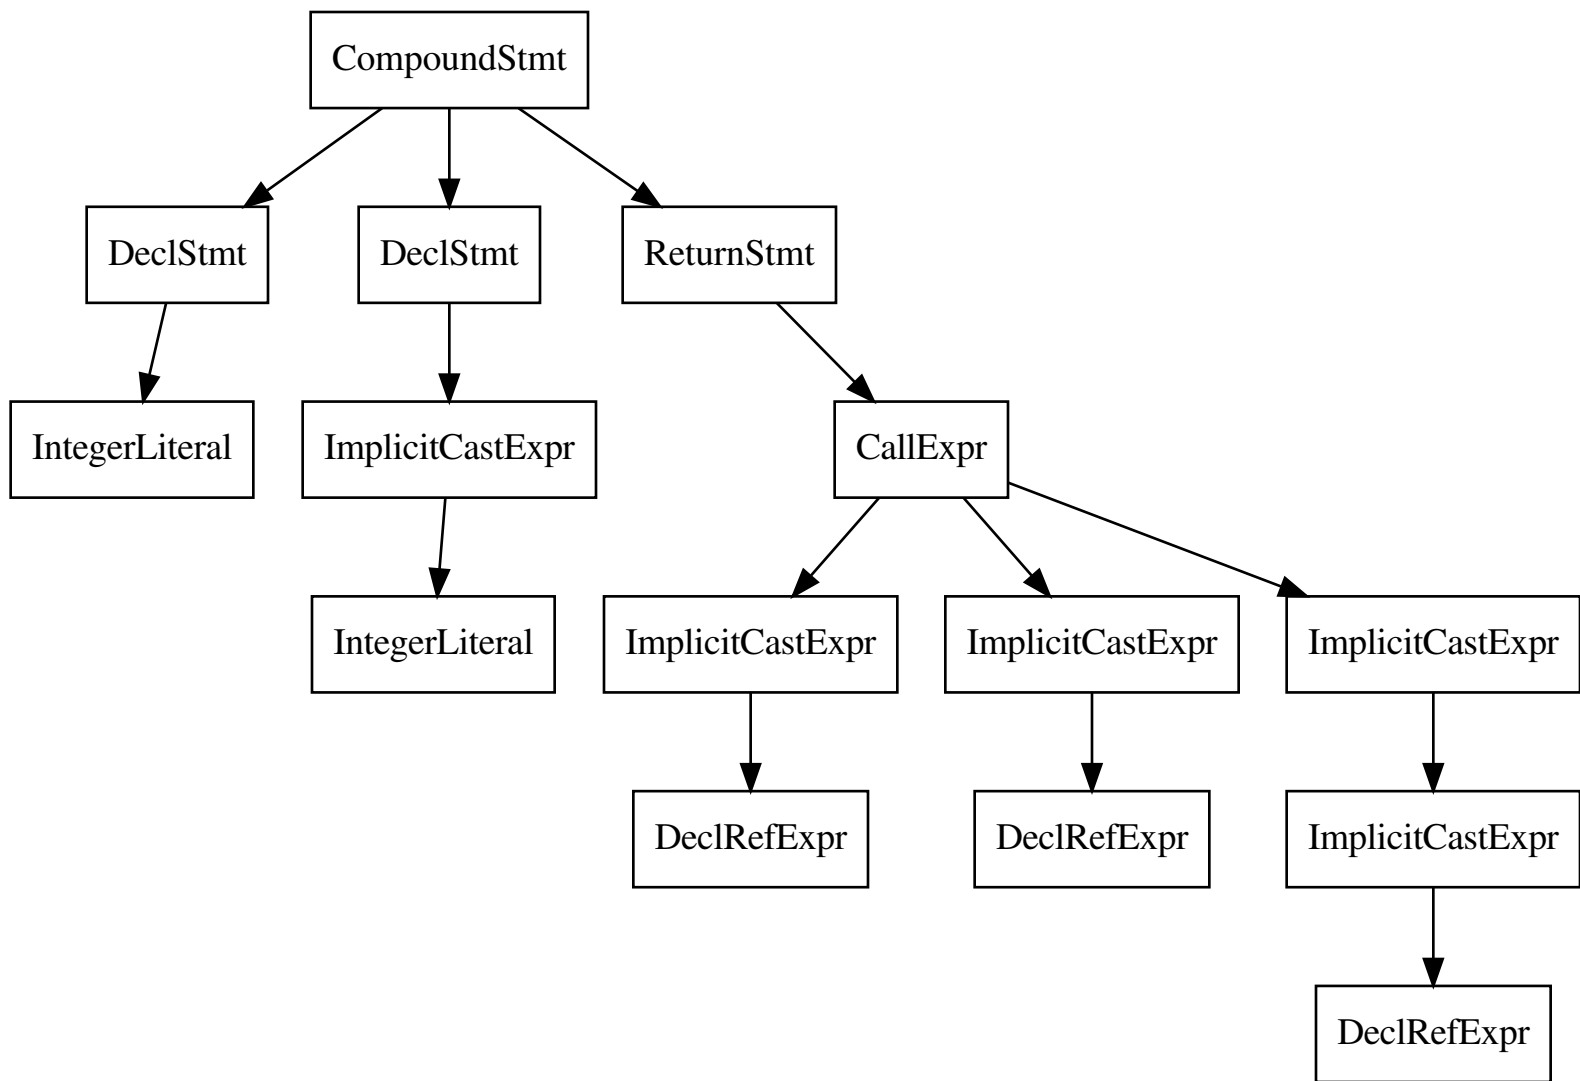 CompoundStmt
DeclStmt
DeclStmt
ReturnStmt
IntegerLiteral
ImplicitCastExpr
CallExpr
IntegerLiteral
ImplicitCastExpr
ImplicitCastExpr
ImplicitCastExpr
DeclRefExpr
DeclRefExpr
ImplicitCastExpr
DeclRefExpr